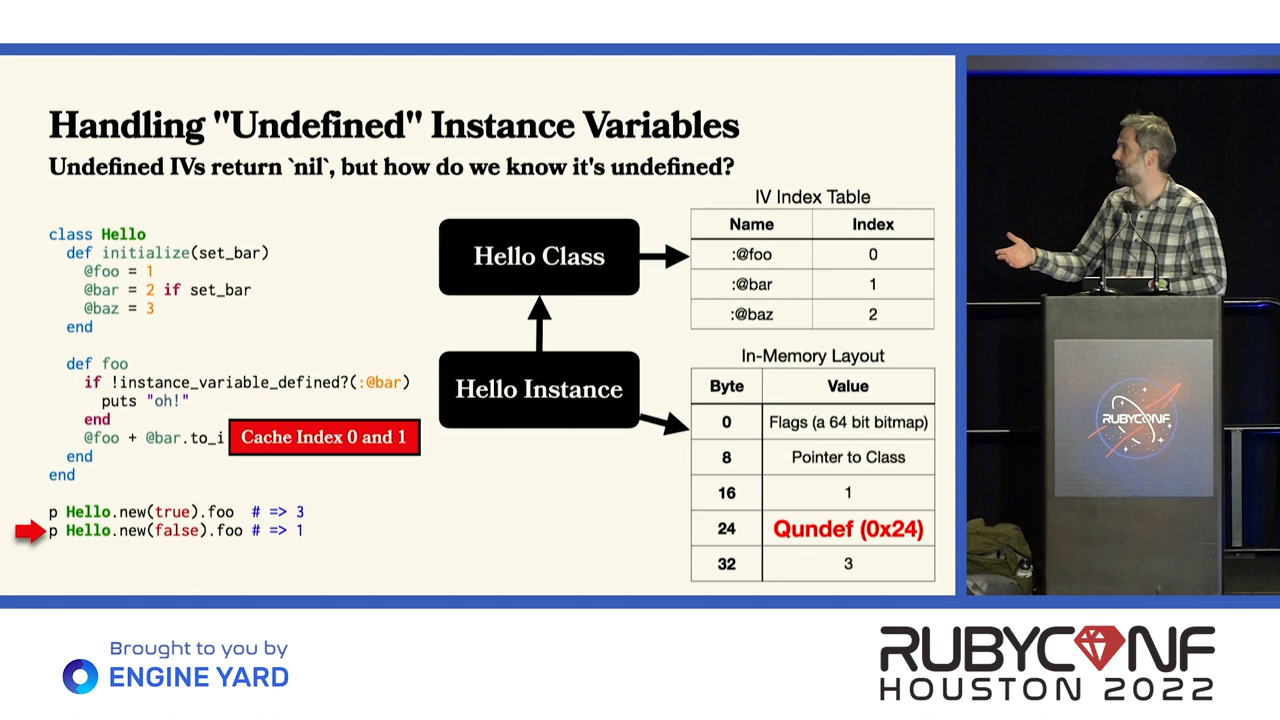 Handling "Undefined" Instance Variables
Undefined IVs return `nil`, but how do we know it's undefined?
class Hello
def initialize(set_bar)
@foo = 1
@bar = 2 if set_bar
@baz = 3
end
def foo
if !instance_variable_defined?(:@bar)
puts "oh!"
end
@foo + @bar.to_i
Cache Index 0 and 1
end
end
p Hello.new(true).foo # => 3
p Hello.new(false).foo # => 1
Hello Class
Hello Instance
IV Index Table
Name Index
:@foo 0
:@bar 1
:@baz 2
In-Memory Layout
Byte Value
0 Flags (a 64 bit bitmap)
8 Pointer to Class
16 1
24 Qundef (0x24)
32 3
RUBYCONF
Brought to you by
ENGINE YARD
RUBYCONF
HOUSTON 2022